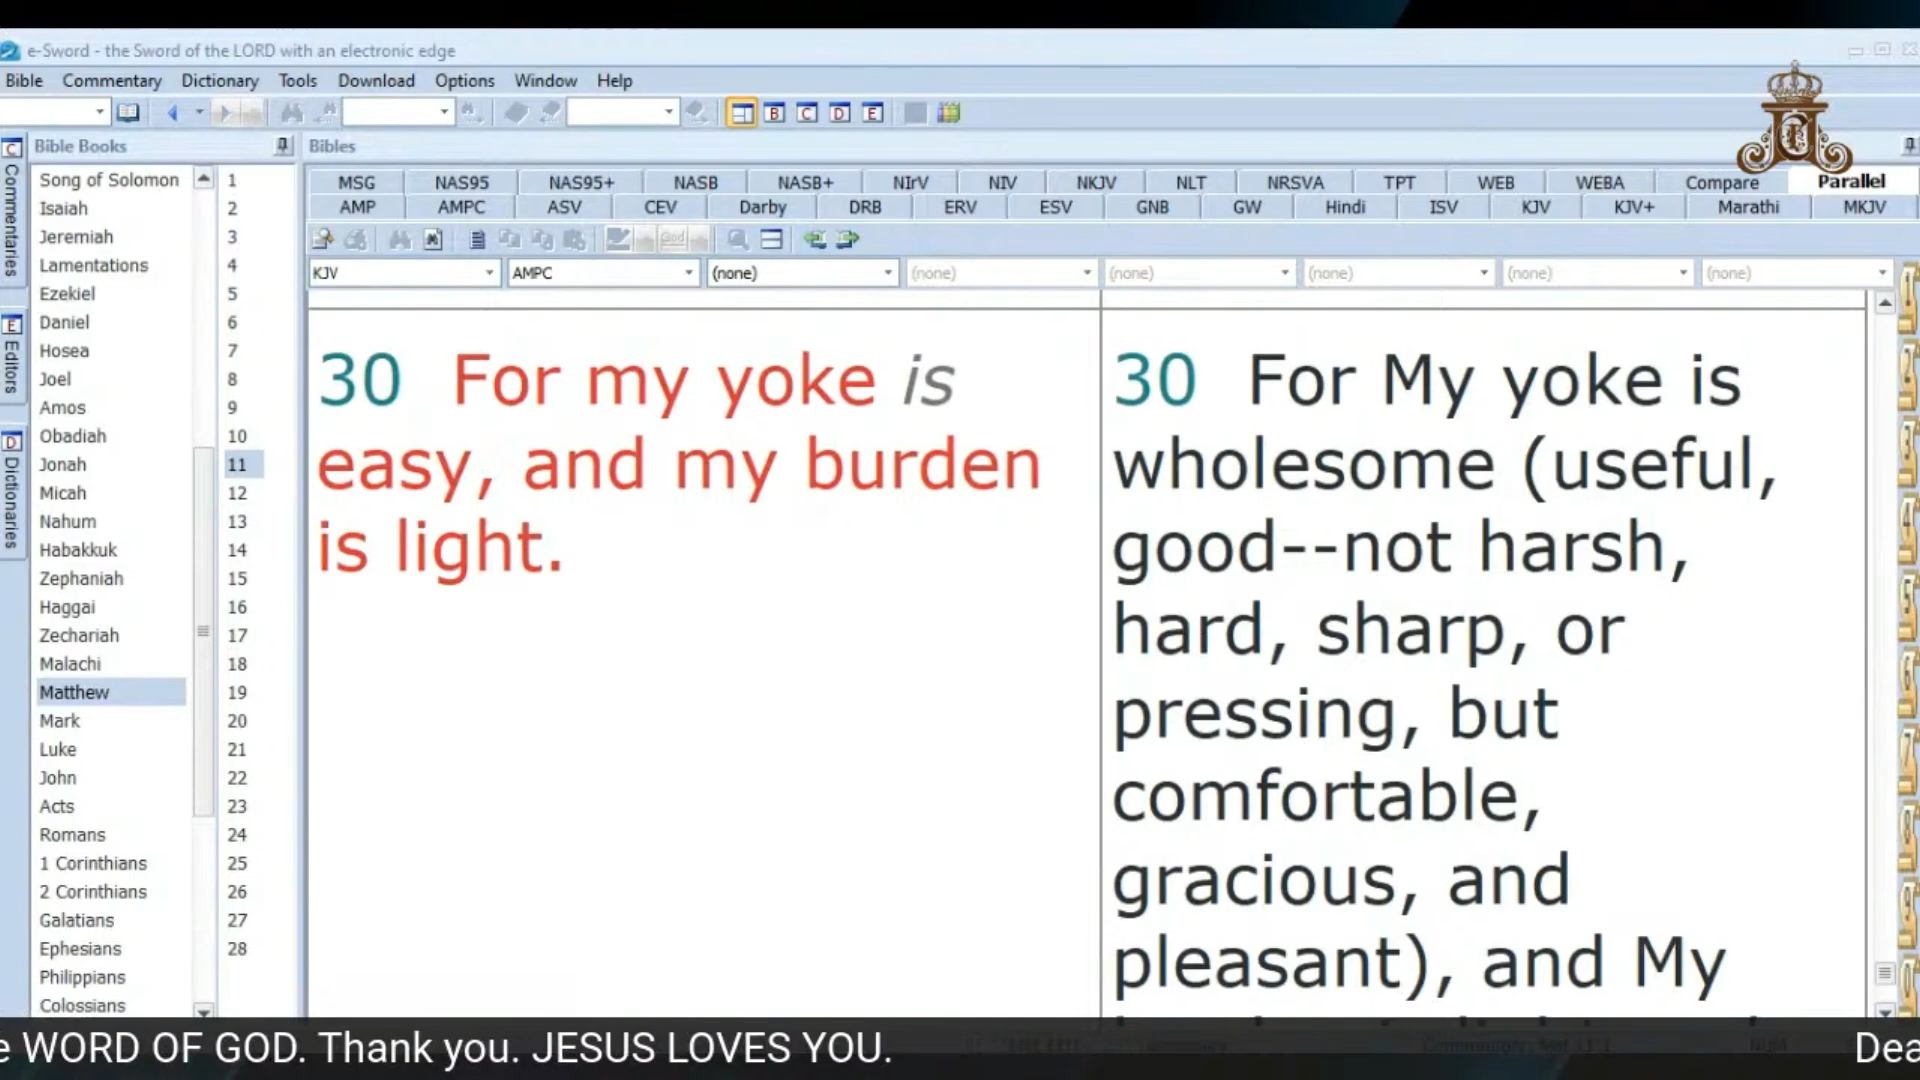 e-Sword - the Sword of the LORD with an electronic edge
Bible Commentary Dictionary Tools Download Options Window Help
B C D E
C Commentaries
E Editors
D Dictionaries
Bible Books
Song of Solomon
Isaiah
Jeremiah
Lamentations
Ezekiel
Daniel
Hosea
Joel
Amos
Obadiah
Jonah
Micah
Nahum
Habakkuk
Zephaniah
Haggai
Zechariah
Malachi
Matthew
Mark
Luke
John
Acts
Romans
1 Corinthians
2 Corinthians
Galatians
Ephesians
Philippians
Colossians
1
2
3
4
5
6
7
8
9
10
11
12
13
14
15
16
17
18
19
20
21
22
23
24
25
26
27
28
Bibles
MSG NAS95 NAS95+ NASB NASB+ NIrV NIV NKJV NLT NRSVA TPT WEB WEBA Compare Parallel
AMP AMPC ASV CEV Darby DRB ERV ESV GNB GW Hindi ISV KJV KJV+ Marathi MKJV
God
KJV AMPC (none) (none) (none) (none) (none) (none)
30 For my yoke is
easy, and my burden
is light.
30 For My yoke is
wholesome (useful,
good--not harsh,
hard, sharp, or
pressing, but
comfortable,
gracious, and
pleasant), and My
e WORD OF GOD. Thank you. JESUS LOVES YOU. Dea